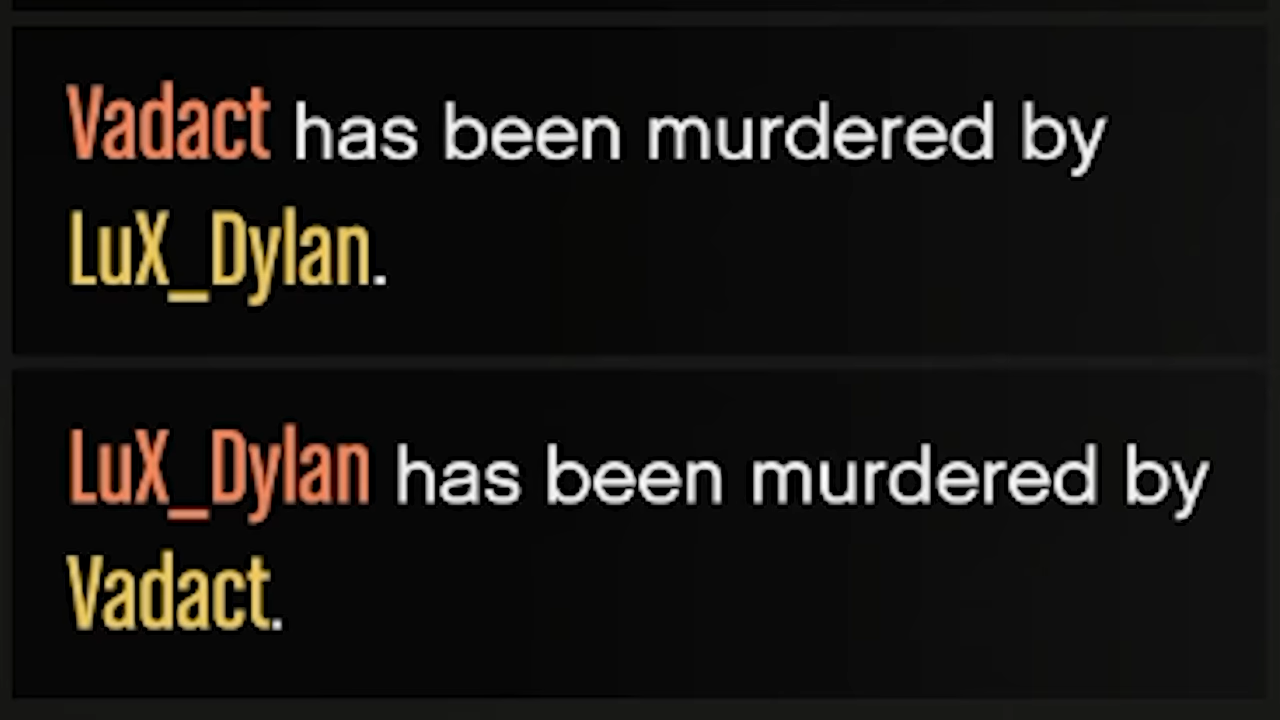 Vadact has been murdered by
LuX_Dylan.
LuX_Dylan has been murdered by
Vadact.